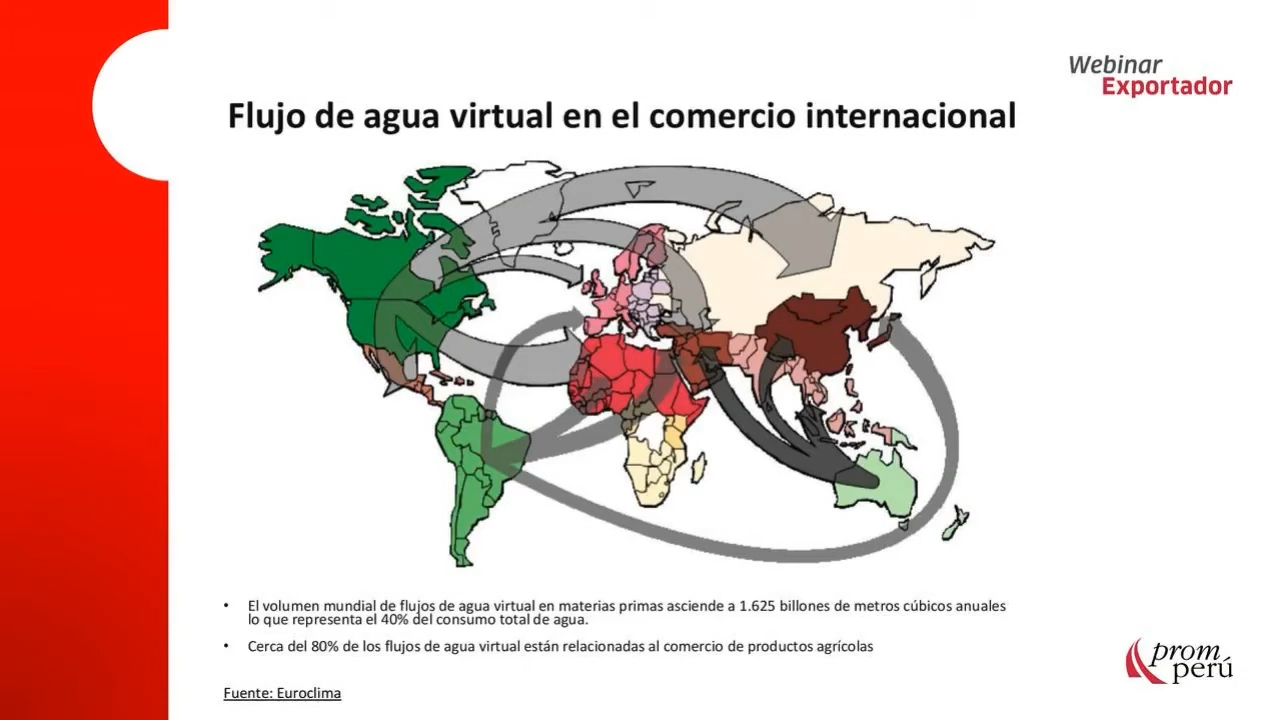 Webinar
Exportador
Flujo de agua virtual en el comercio internacional
• El volumen mundial de flujos de agua virtual en materias primas asciende a 1.625 billones de metros cúbicos anuales
lo que representa el 40% del consumo total de agua.
• Cerca del 80% de los flujos de agua virtual están relacionadas al comercio de productos agrícolas
Fuente: Euroclima
prom
perú